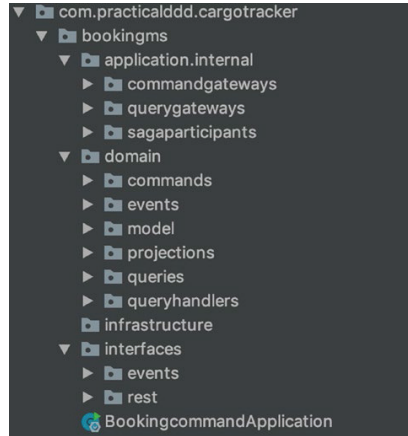 com.practicalddd.cargotracker
bookingms
application.internal
commandgateways
querygateways
sagaparticipants
domain
commands
events
model
projections
queries
queryhandlers
infrastructure
interfaces
events
rest
BookingcommandApplication